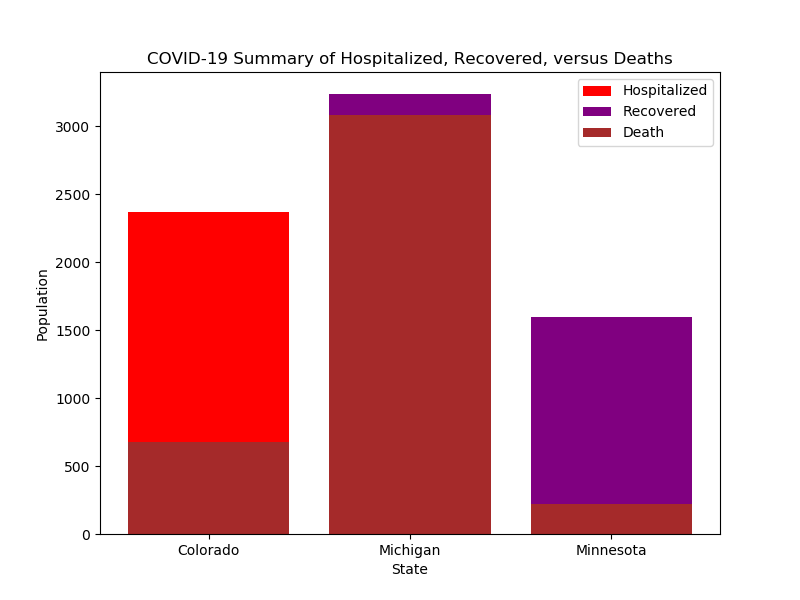 COVID-19 Summary of Hospitalized, Recovered, versus Deaths
Hospitalized
Recovered
Death
3000
2500
2000
1500
1000
500
0
Population
Colorado
Michigan
Minnesota
State